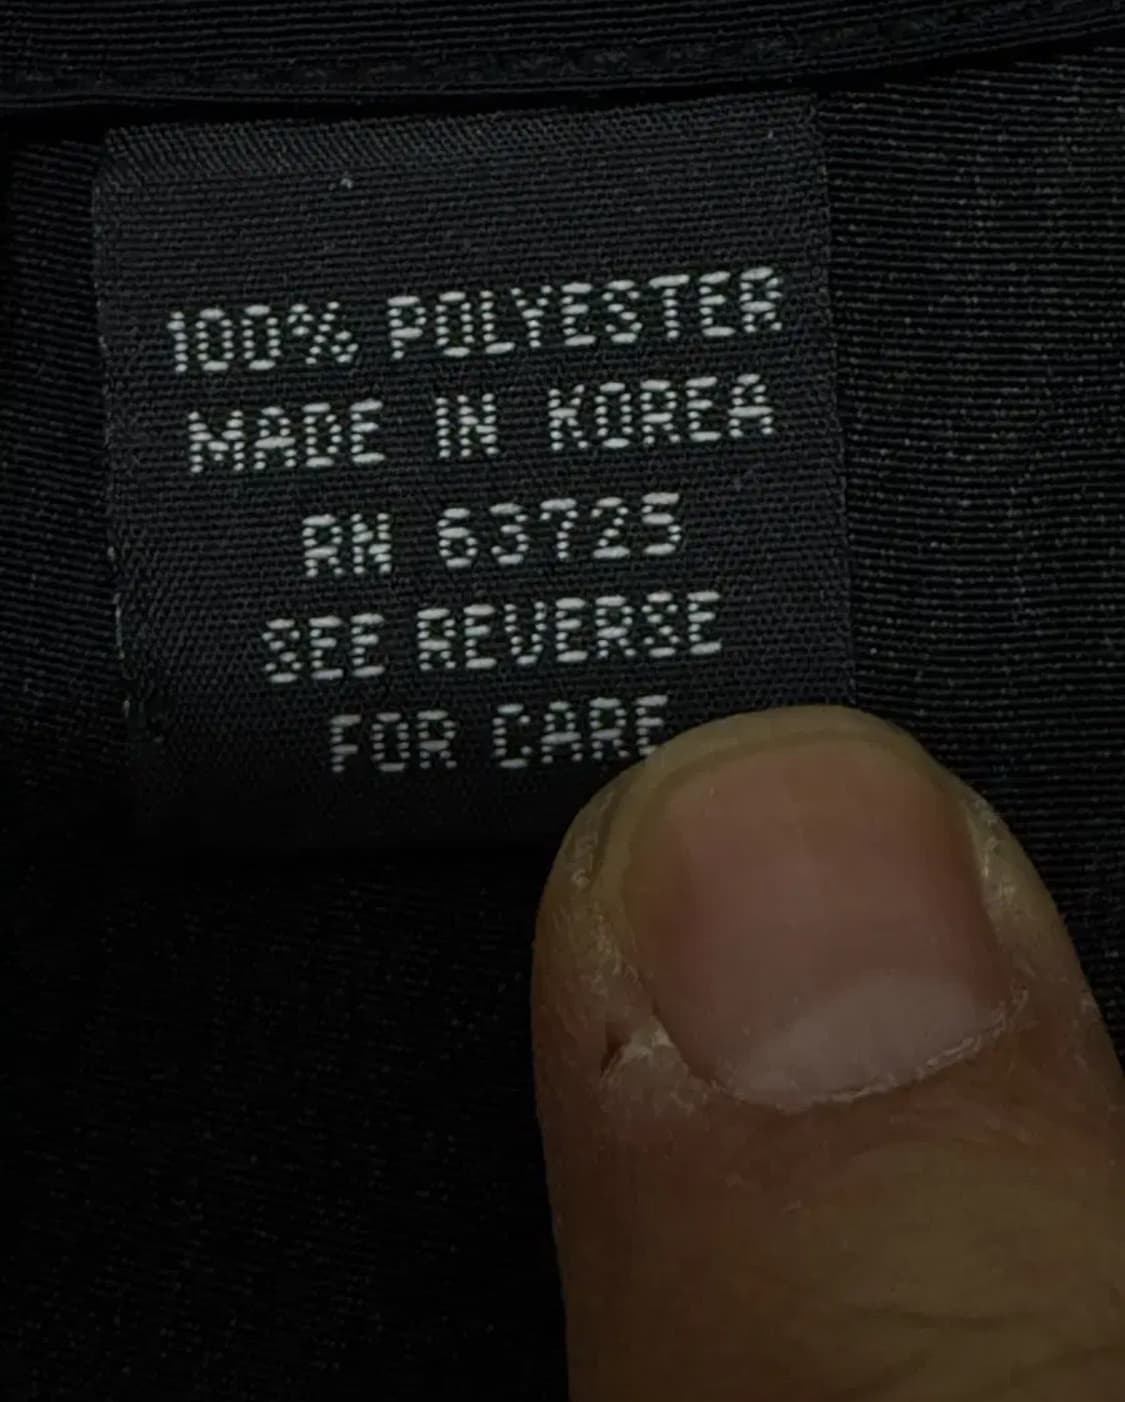 100% POLYESTER
MADE IN KOREA
RN 63725
SEE REVERSE
FOR CARE